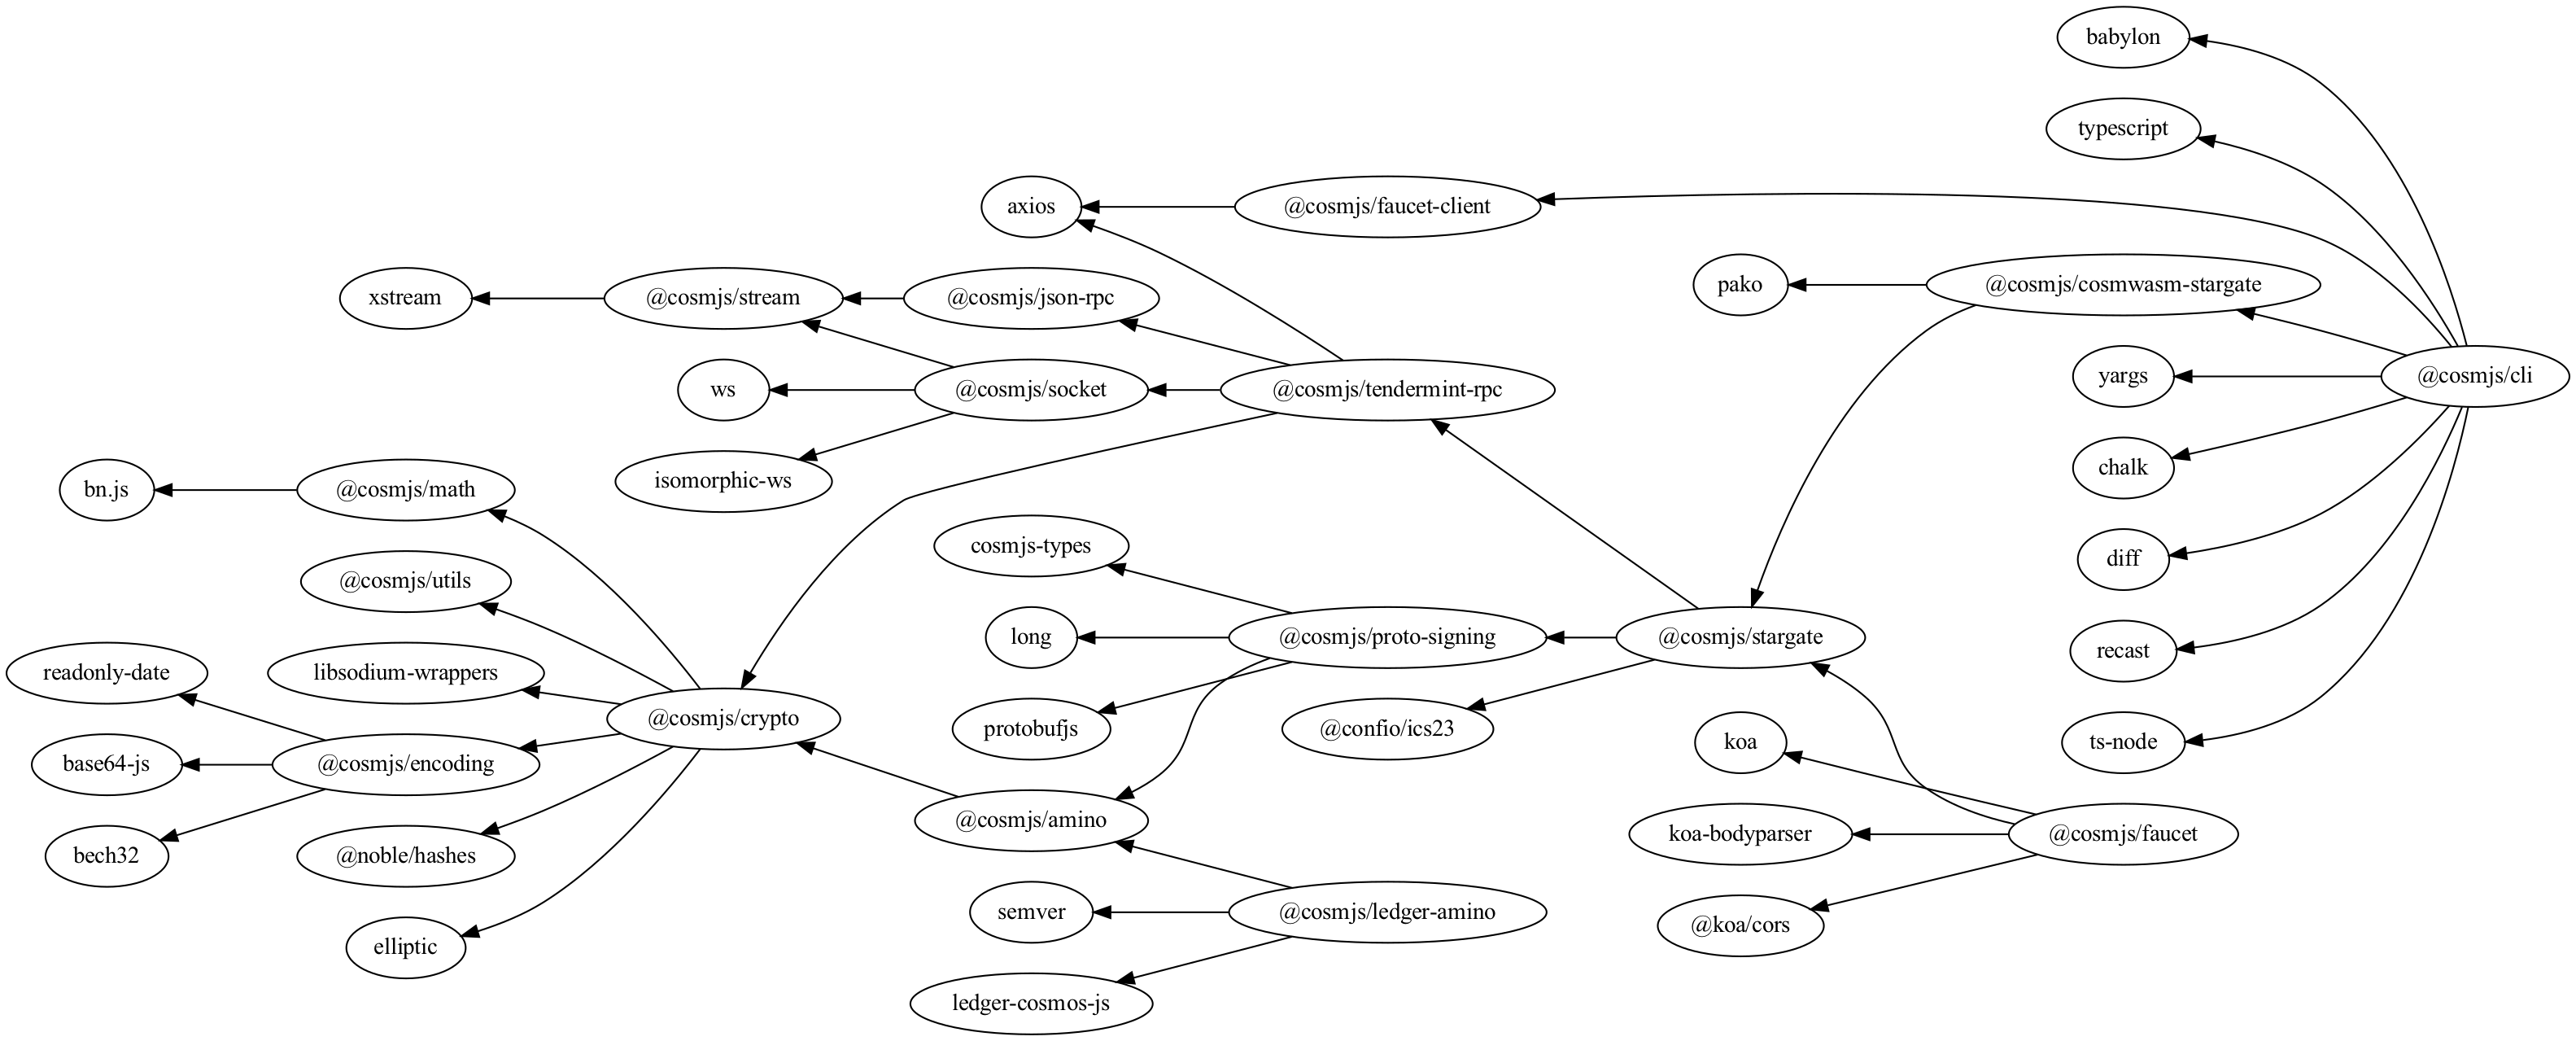 babylon
typescript
axios
@cosmjs/faucet-client
xstream
@cosmjs/stream
@cosmjs/json-rpc
pako
@cosmjs/cosmwasm-stargate
ws
@cosmjs/socket
@cosmjs/tendermint-rpc
yargs
@cosmjs/cli
bn.js
@cosmjs/math
isomorphic-ws
chalk
@cosmjs/utils
cosmjs-types
diff
readonly-date
libsodium-wrappers
long
@cosmjs/proto-signing
@cosmjs/stargate
recast
@cosmjs/crypto
protobufjs
@confio/ics23
koa
ts-node
base64-js
@cosmjs/encoding
@cosmjs/amino
koa-bodyparser
@cosmjs/faucet
bech32
@noble/hashes
semver
@cosmjs/ledger-amino
@koa/cors
elliptic
ledger-cosmos-js